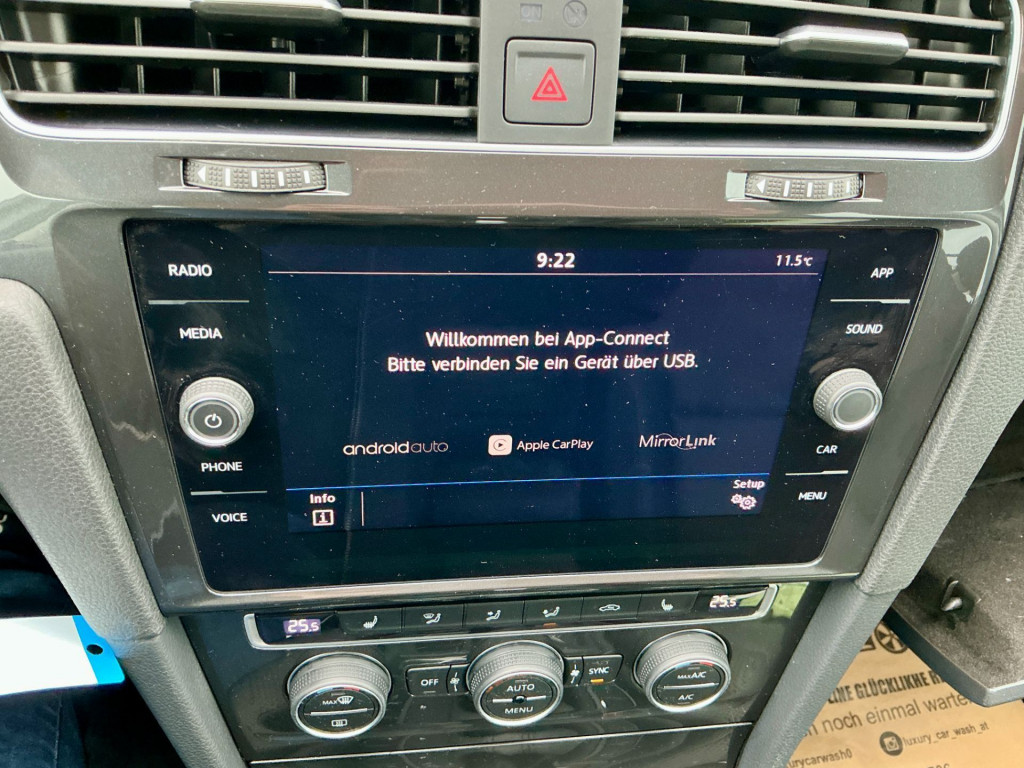 ON
RADIO
MEDIA
PHONE
VOICE
9:22
11.5°C
Willkommen bei App-Connect
Bitte verbinden Sie ein Gerät über USB.
androidauto
Apple CarPlay
MirrorLink
Info
i
Setup
APP
SOUND
CAR
MENU
25.5
25.5
MAX
OFF
AUTO
MENU
SYNC
MAX A/C
A/C
noch einmal warten
luxury_car_wash_at